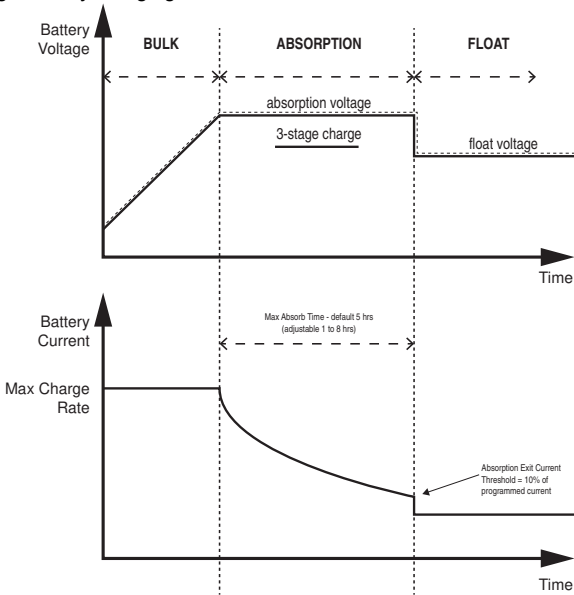 Battery
Voltage
BULK
ABSORPTION
FLOAT
absorption voltage
3-stage charge
float voltage
Time
Battery
Current
Max Absorb Time - default 5 hrs
(adjustable 1 to 8 hrs)
Max Charge
Rate
Absorption Exit Current
Threshold = 10% of
programmed current
Time